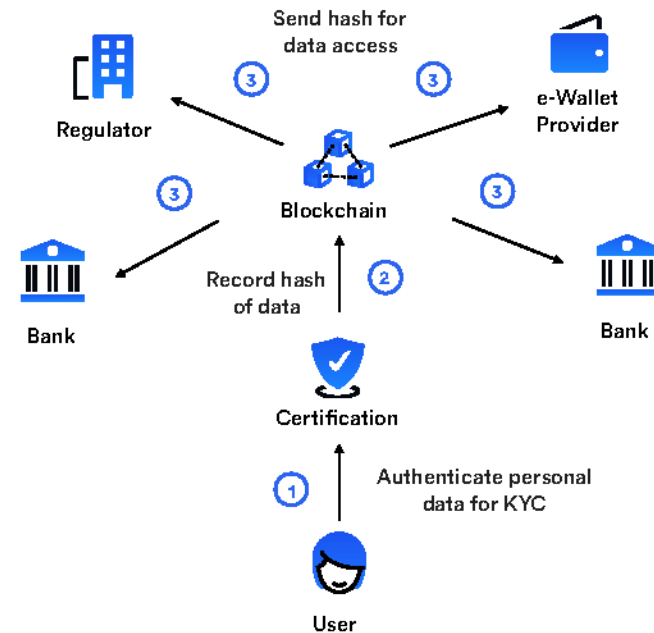 Send hash for
data access
3
3
Regulator
e-Wallet
Provider
3
Blockchain
3
Bank
Record hash
of data
2
Bank
Certification
1
Authenticate personal
data for KYC
User